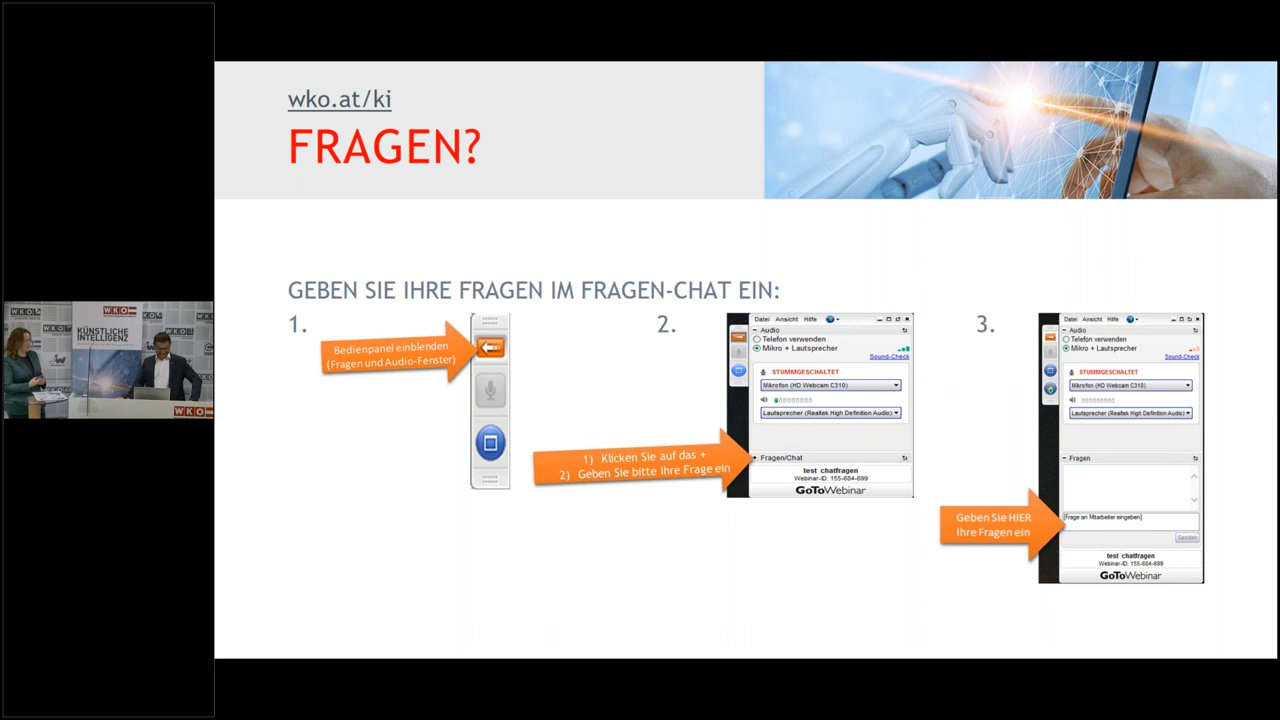 wko.at/ki
FRAGEN?
GEBEN SIE IHRE FRAGEN IM FRAGEN-CHAT EIN:
1.
Bedienpanel einblenden
(Fragen und Audio-Fenster)
2.
Datei Ansicht Hilfe
Audio
Telefon verwenden
Mikro + Lautsprecher
Sound-Check
STUMMGESCHALTET
Mikrofon (HD Webcam C310)
Lautsprecher (Realtek High Definition Audio)
1) Klicken Sie auf das +
2) Geben Sie bitte Ihre Frage ein
Fragen/Chat
test chatfragen
Webinar-ID: 155-684-699
GoToWebinar
3.
Datei Ansicht Hilfe
Audio
Telefon verwenden
Mikro + Lautsprecher
Sound-Check
STUMMGESCHALTET
Mikrofon (HD Webcam C310)
Lautsprecher (Realtek High Definition Audio)
Fragen
Geben Sie HIER
Ihre Fragen ein
[Frage an Mitarbeiter eingeben]
Senden
test chatfragen
Webinar-ID: 155-684-699
GoToWebinar
WKO
KÜNSTLICHE
INTELLIGENZ
WKO